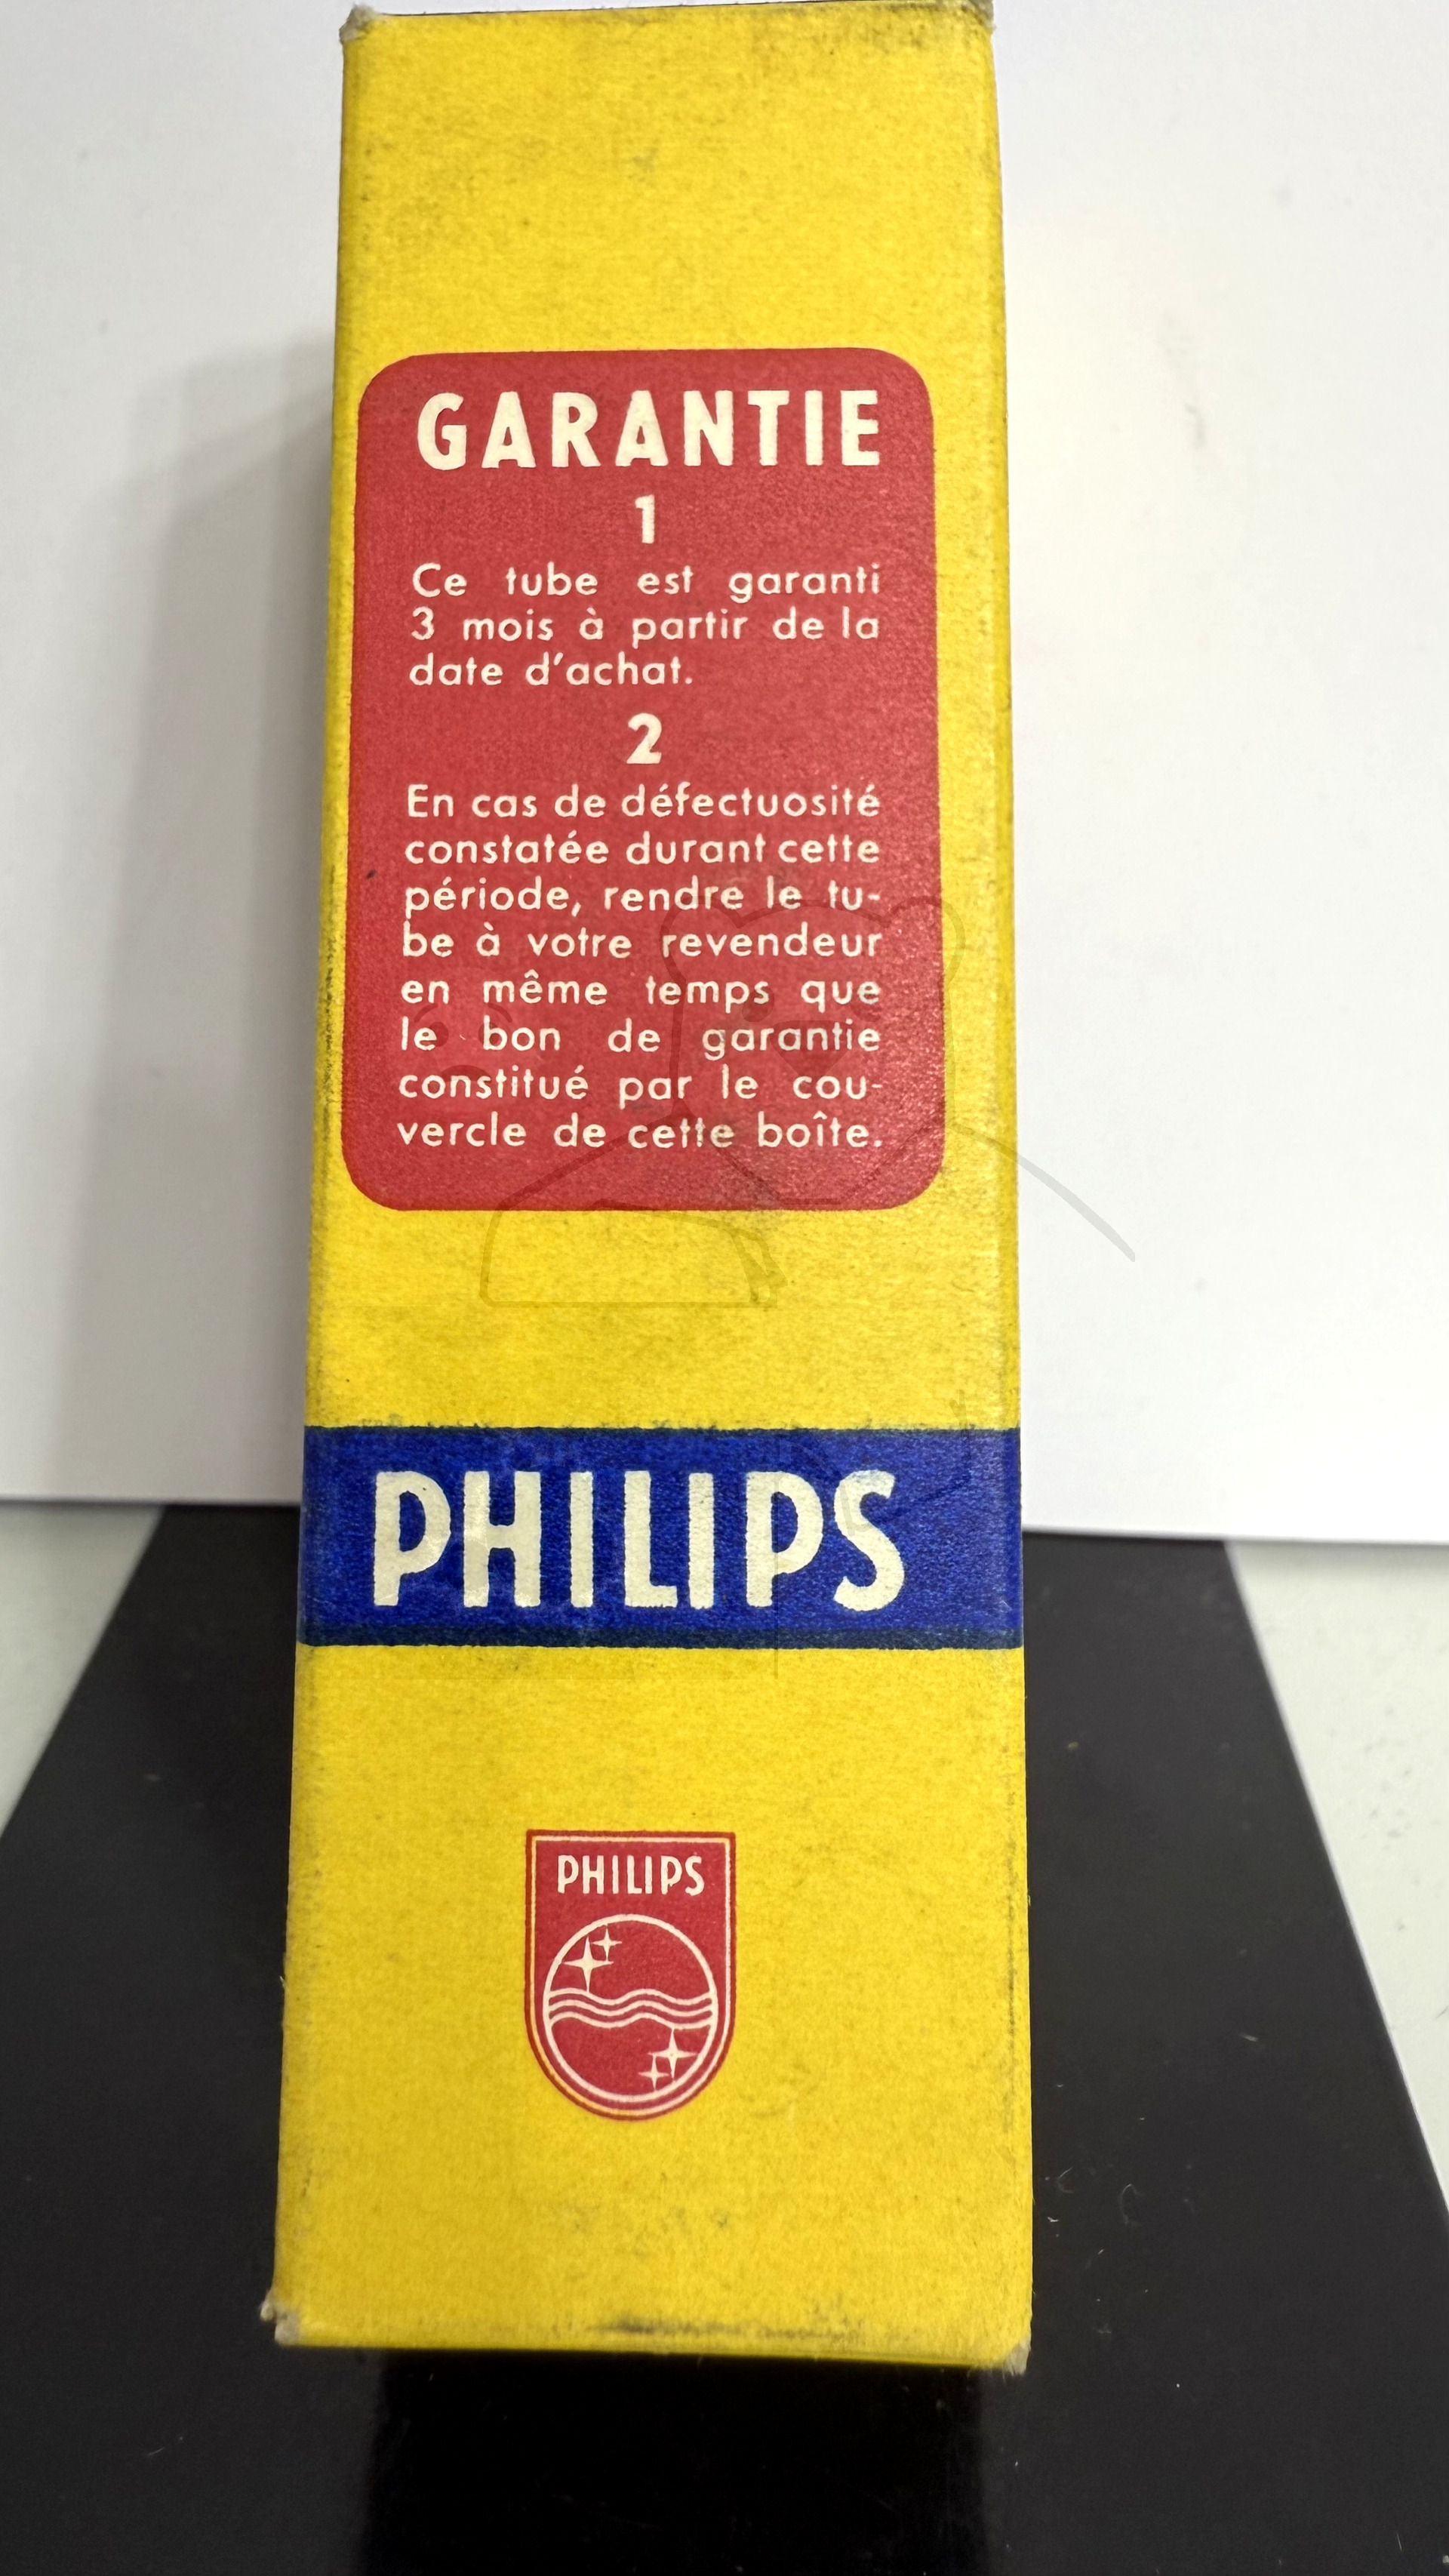 GARANTIE
1
Ce tube est garanti
3 mois à partir de la
date d'achat.
2
En cas de défectuosité
constatée durant cette
période, rendre le tu-
be à votre revendeur
en même temps que
le bon de garantie
constitué par le cou-
vercle de cette boîte.
PHILIPS
PHILIPS